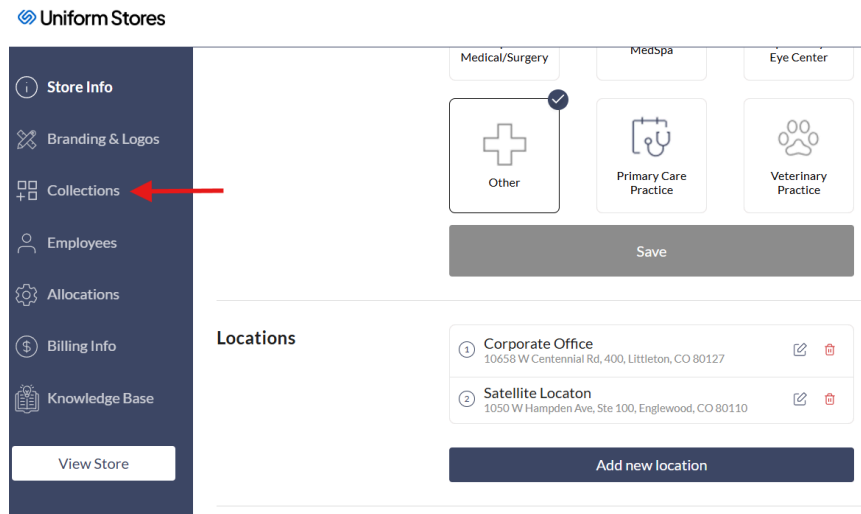 Uniform Stores
Store Info
Branding & Logos
Collections
Employees
Allocations
Billing Info
Knowledge Base
View Store
Medical/Surgery
MedSpa
Eye Center
Other
Primary Care
Practice
Veterinary
Practice
Save
Locations
1 Corporate Office
10658 W Centennial Rd, 400, Littleton, CO 80127
2 Satellite Locaton
1050 W Hampden Ave, Ste 100, Englewood, CO 80110
Add new location